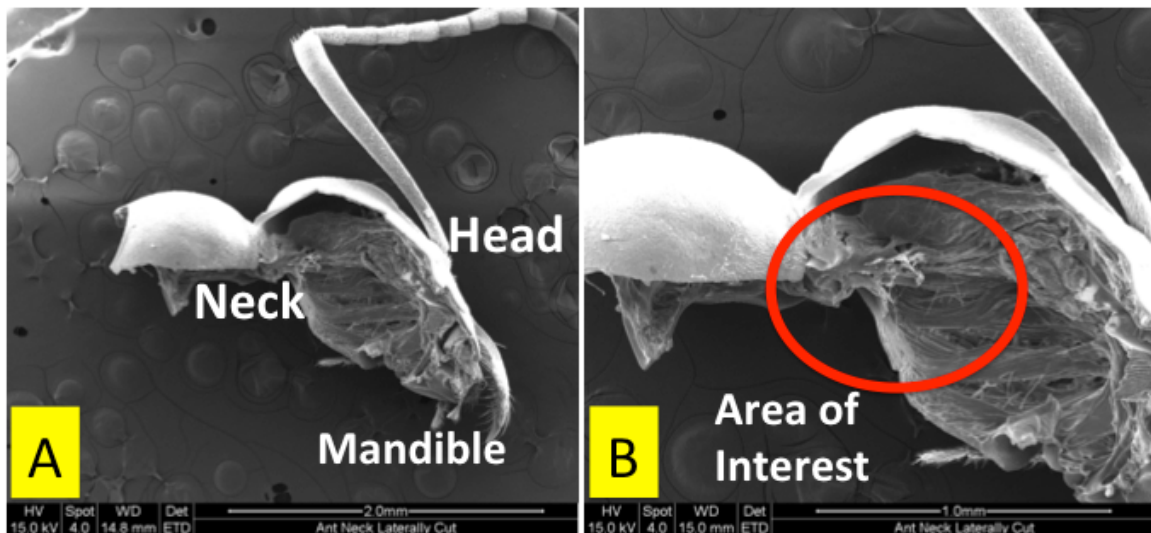 Head
Neck
Mandible
A
HV Spot WD Det 2.0mm
15.0 kV 4.0 14.8 mm ETD Ant Neck Laterally Cut
Area of
Interest
B
HV Spot WD Det 1.0mm
15.0 kV 4.0 15.0 mm ETD Ant Neck Laterally Cut